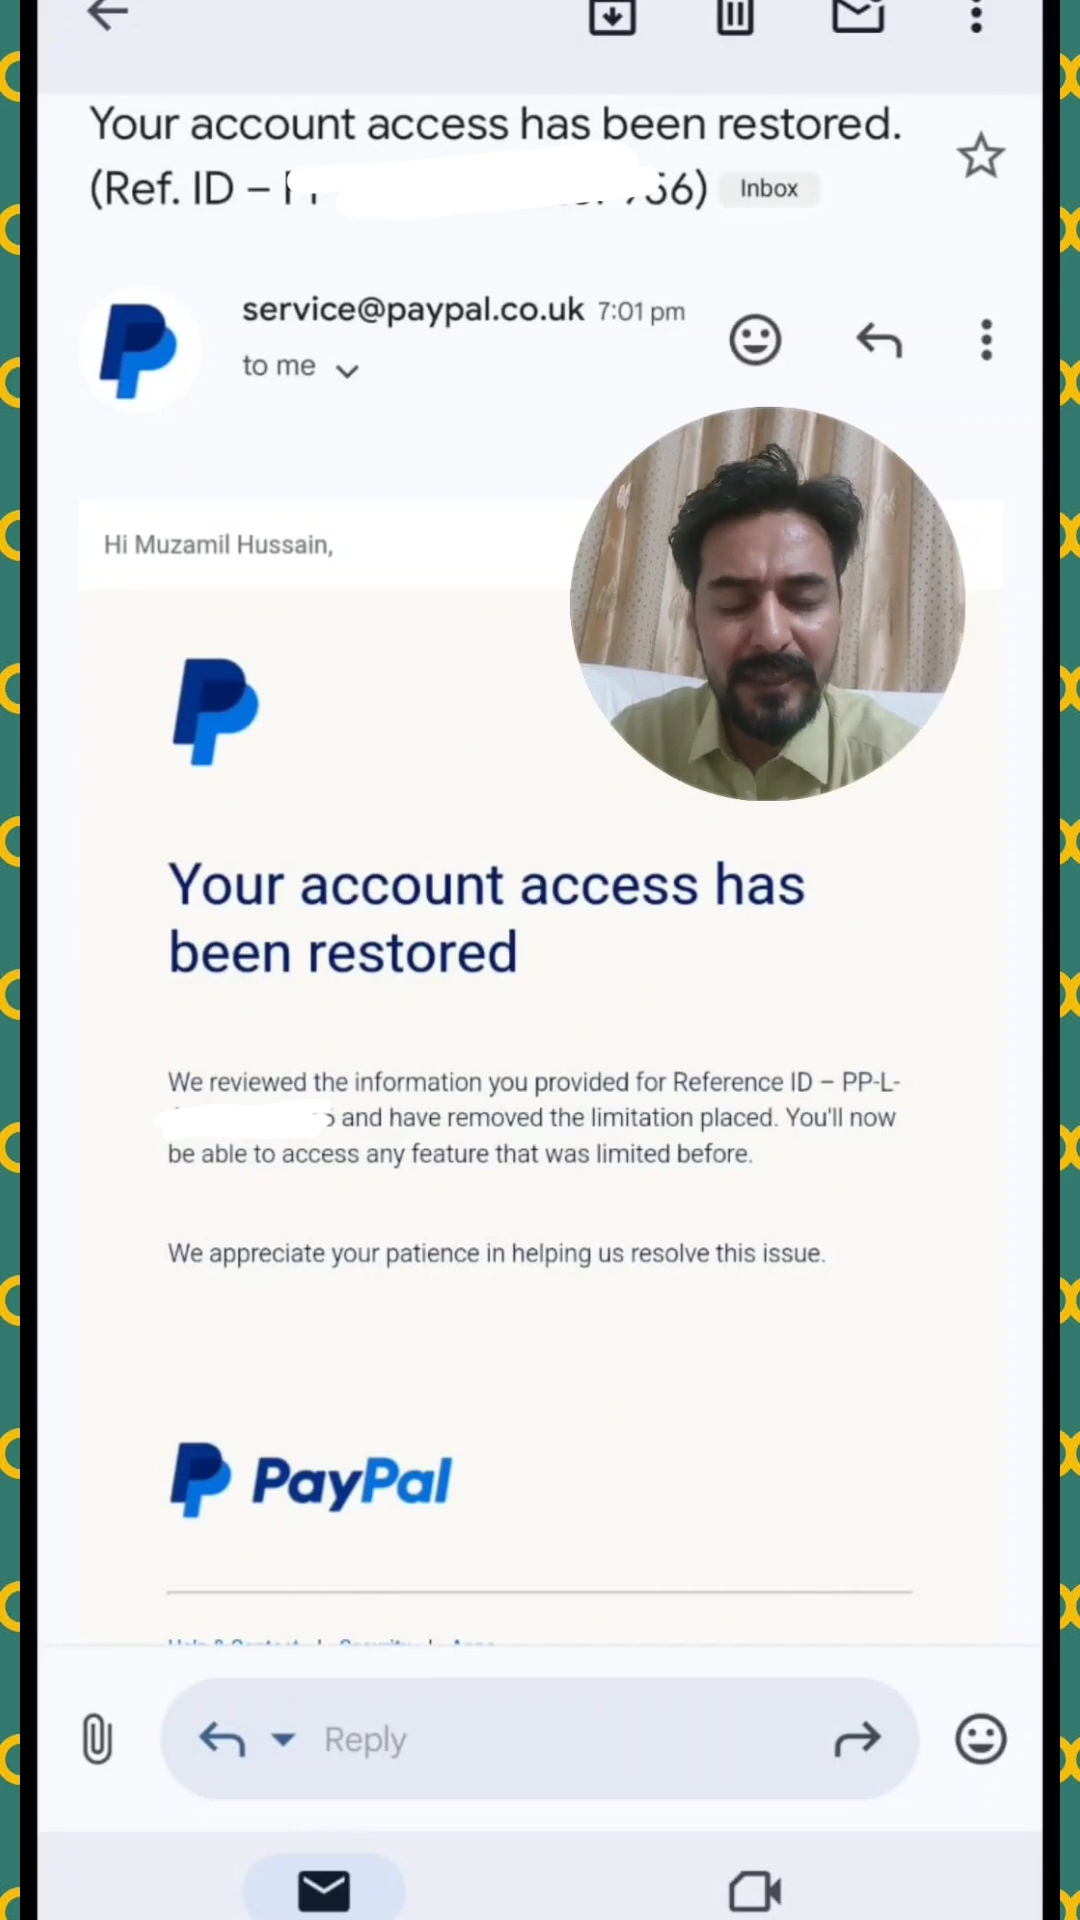 Your account access has been restored.
(Ref. ID – 56) Inbox
service@paypal.co.uk 7:01 pm
to me
Hi Muzamil Hussain,
Your account access has
been restored
We reviewed the information you provided for Reference ID – PP-L-
and have removed the limitation placed. You'll now
be able to access any feature that was limited before.
We appreciate your patience in helping us resolve this issue.
PayPal
Reply